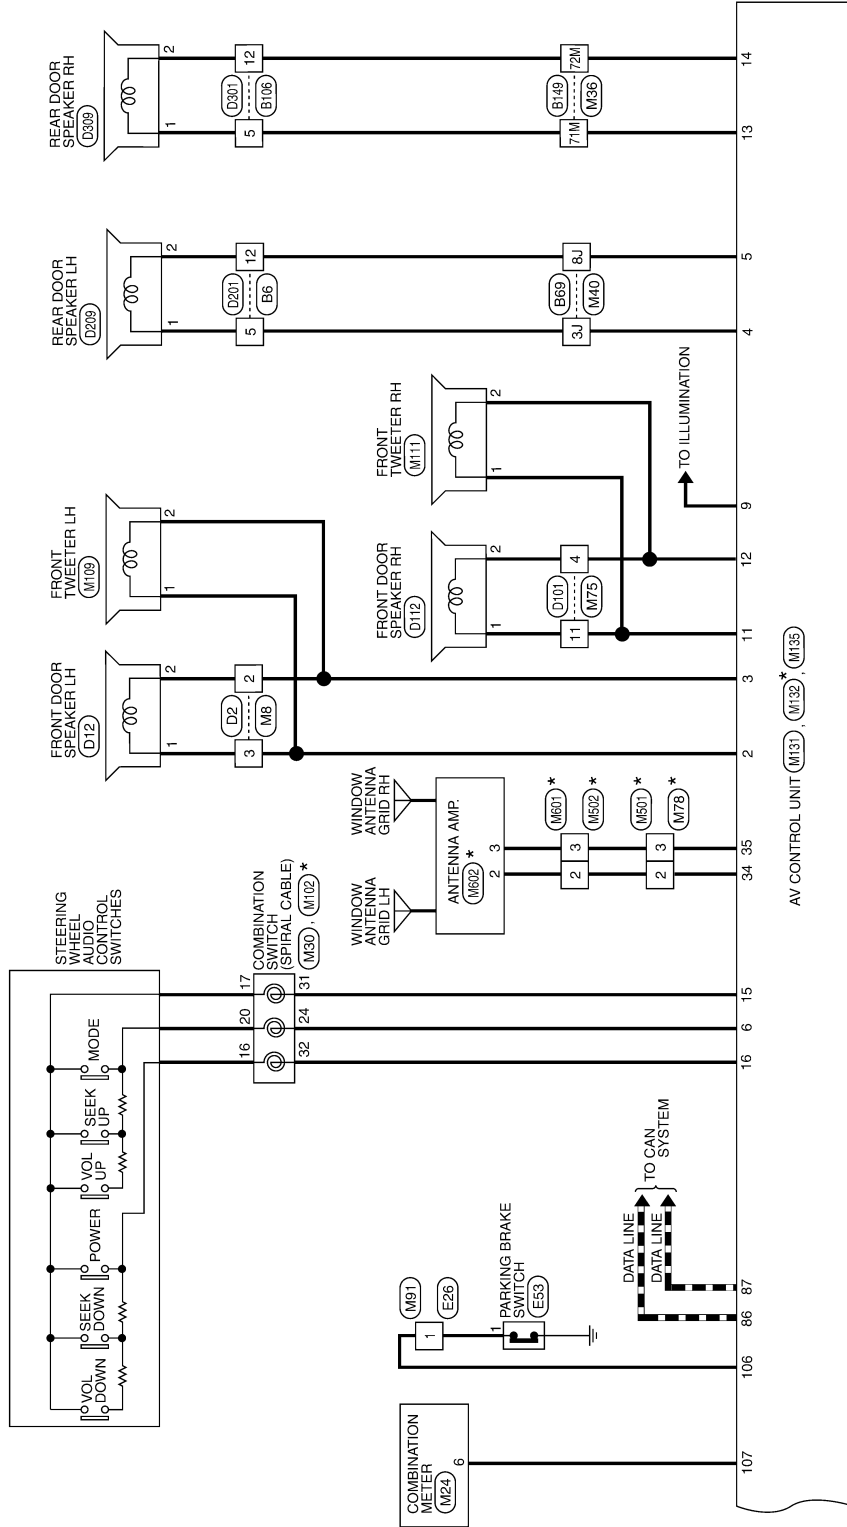 REAR DOOR
SPEAKER RH
D309
1
2
5
12
D301
B106
71M
72M
B149
M36
13
14
REAR DOOR
SPEAKER LH
D209
1
2
5
12
D201
B6
3J
8J
B69
M40
4
5
FRONT
TWEETER RH
M111
1
2
TO ILLUMINATION
9
FRONT
TWEETER LH
M109
1
2
FRONT DOOR
SPEAKER RH
D112
1
2
11
4
D101
M75
11
12
FRONT DOOR
SPEAKER LH
D12
1
2
3
2
D2
M8
2
3
WINDOW
ANTENNA
GRID LH
WINDOW
ANTENNA
GRID RH
ANTENNA AMP.
M602 *
2
3
2
3
M601 *
M502 *
2
3
M501 *
M78 *
34
35
AV CONTROL UNIT M131 , M132 * , M135
STEERING
WHEEL
AUDIO
CONTROL
SWITCHES
VOL
DOWN
SEEK
DOWN
POWER
VOL
UP
SEEK
UP
MODE
16
20
17
COMBINATION
SWITCH
(SPIRAL CABLE)
M30 , M102 *
32
24
31
16
6
15
TO CAN
SYSTEM
DATA LINE
DATA LINE
86
87
M91
E26
1
PARKING BRAKE
SWITCH
E53
1
106
COMBINATION
METER
M24
6
107